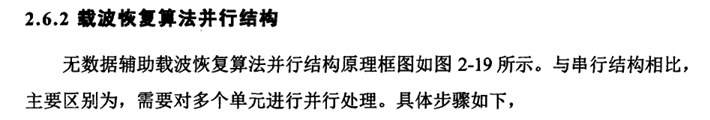 2.6.2 载波恢复算法并行结构
无数据辅助载波恢复算法并行结构原理框图如图 2-19 所示。与串行结构相比，
主要区别为，需要对多个单元进行并行处理。具体步骤如下，